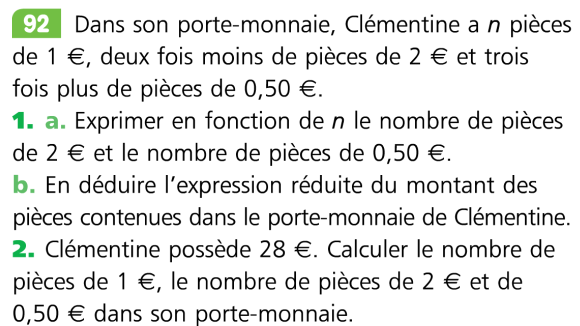 92 Dans son porte-monnaie, Clémentine a n pièces
de 1 €, deux fois moins de pièces de 2 € et trois
fois plus de pièces de 0,50 €.
1. a. Exprimer en fonction de n le nombre de pièces
de 2 € et le nombre de pièces de 0,50 €.
b. En déduire l’expression réduite du montant des
pièces contenues dans le porte-monnaie de Clémentine.
2. Clémentine possède 28 €. Calculer le nombre de
pièces de 1 €, le nombre de pièces de 2 € et de
0,50 € dans son porte-monnaie.